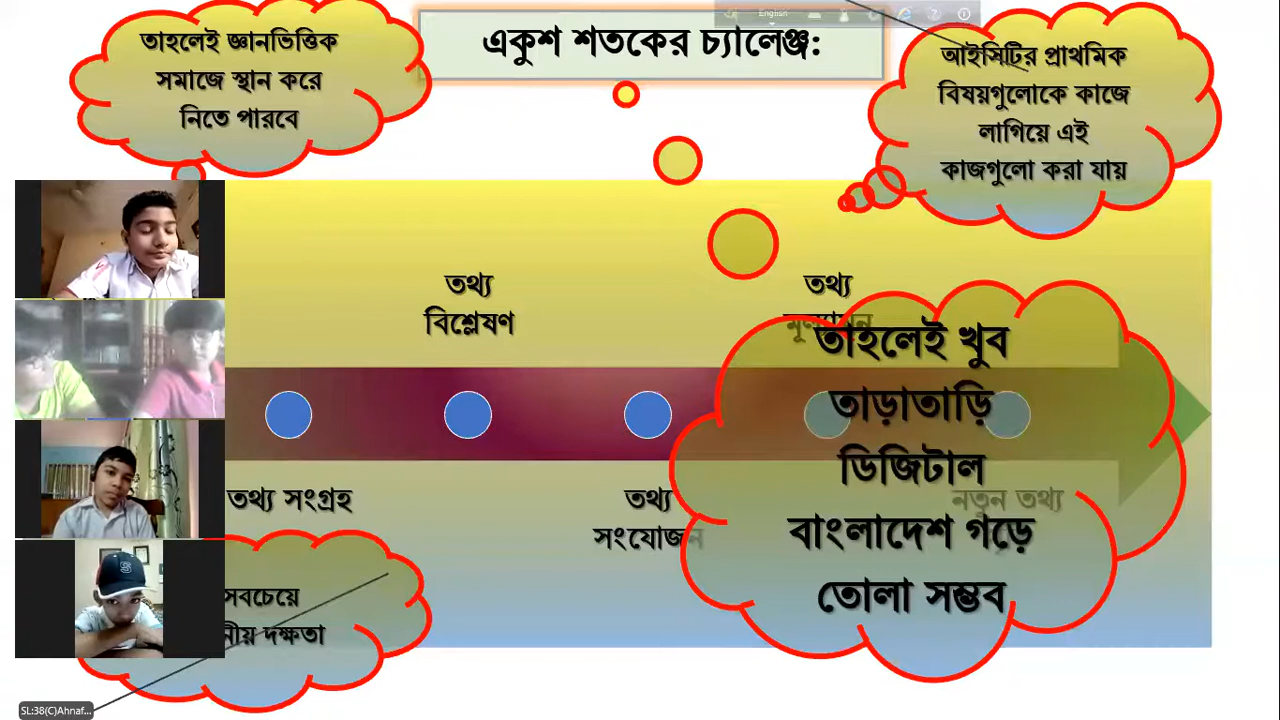 English
একুশ শতকের চ্যালেঞ্জ:
তাহলেই জ্ঞানভিত্তিক
সমাজে স্থান করে
নিতে পারবে
আইসিটির প্রাথমিক
বিষয়গুলোকে কাজে
লাগিয়ে এই
কাজগুলো করা যায়
তথ্য
বিশ্লেষণ
তথ্য
মূল্যায়ন
তাহলেই খুব
তাড়াতাড়ি
ডিজিটাল
বাংলাদেশ গড়ে
তোলা সম্ভব
তথ্য সংগ্রহ
তথ্য
সংযোজন
নতুন তথ্য
সবচেয়ে
দক্ষতা
SL:38(C)Ahnaf...